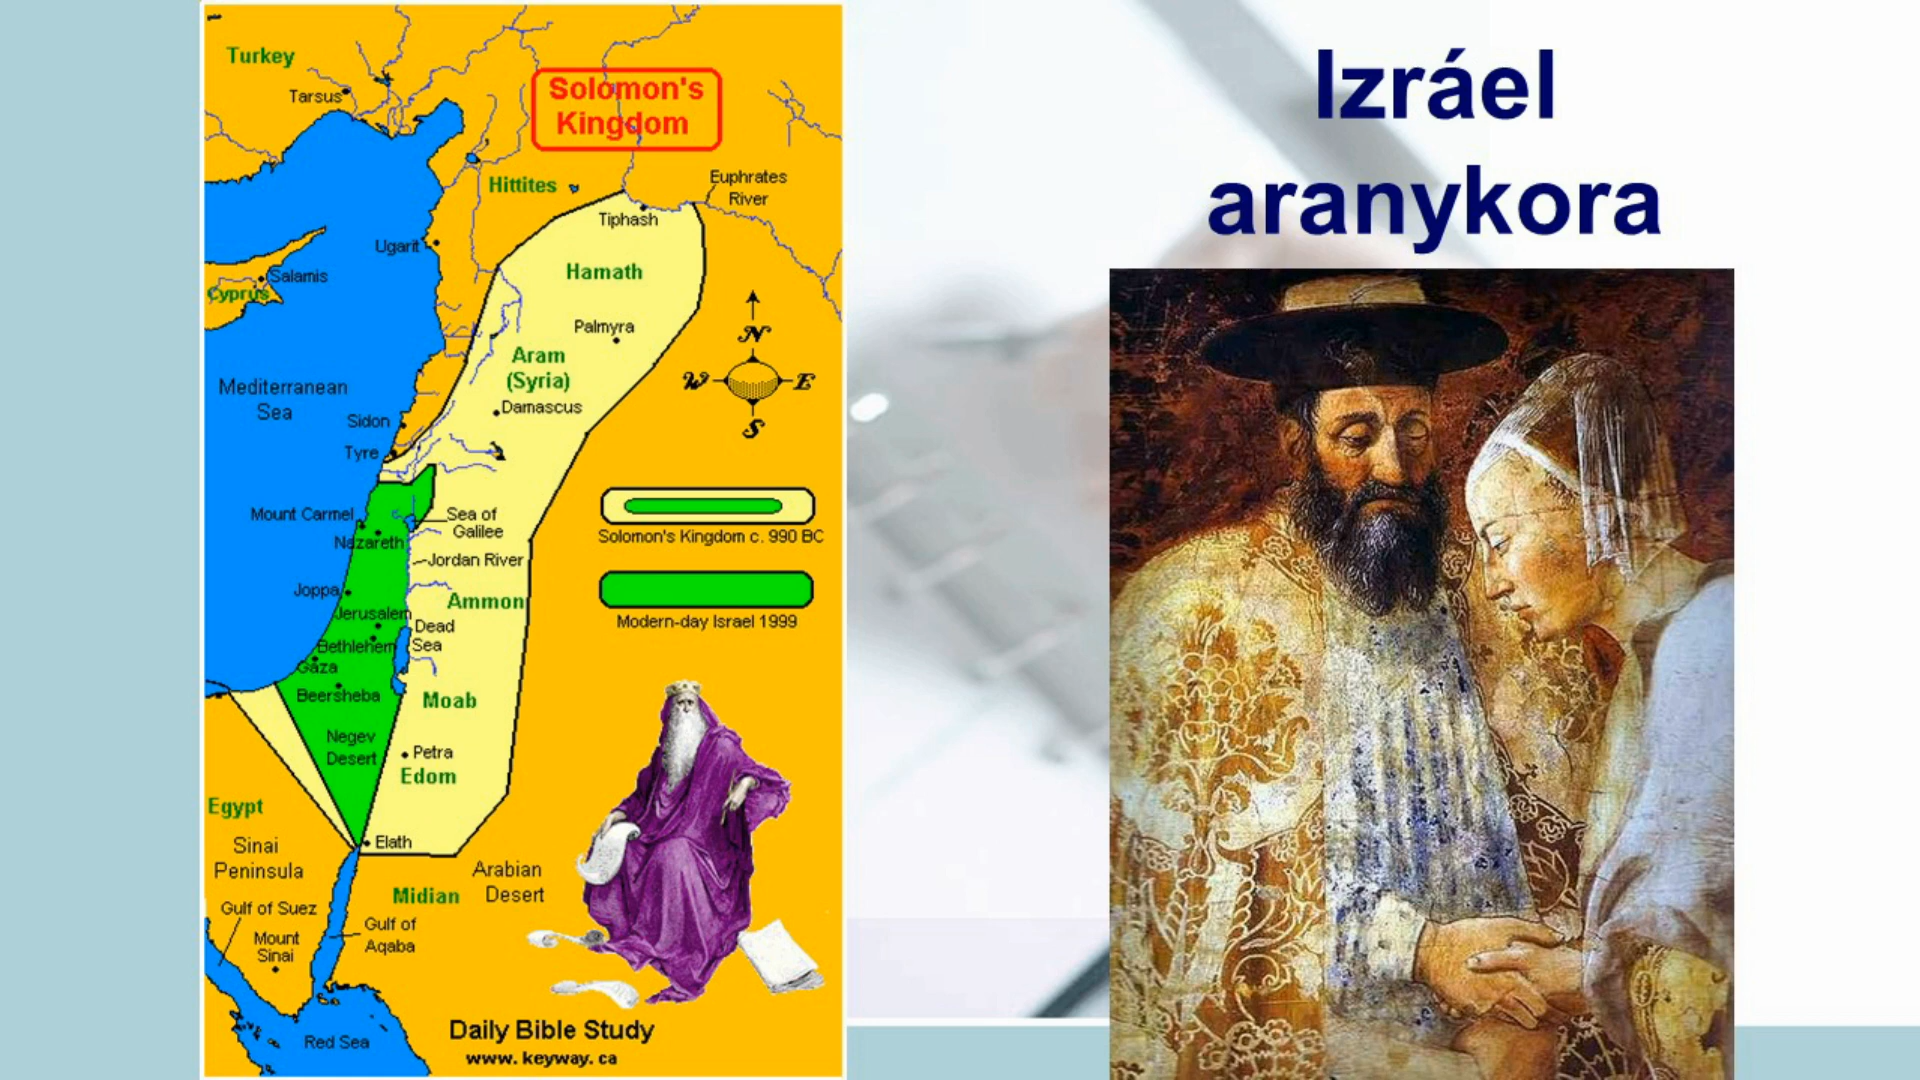 Turkey
Tarsus
Solomon's
Kingdom
Hittites
Euphrates
River
Tiphash
Ugarit
Salamis
Cyprus
Hamath
Palmyra
Aram
(Syria)
Damascus
N
W
E
S
Mediterranean
Sea
Sidon
Tyre
Mount Carmel
Sea of
Galilee
Nazareth
Jordan River
Solomon's Kingdom c. 990 BC
Joppa
Ammon
Jerusalem
Modern-day Israel 1999
Dead
Sea
Bethlehem
Gaza
Beersheba
Moab
Negev
Desert
Petra
Edom
Egypt
Sinai
Peninsula
Elath
Arabian
Desert
Midian
Gulf of Suez
Gulf of
Aqaba
Mount
Sinai
Red Sea
Daily Bible Study
www.keyway.ca
Izráel
aranykora